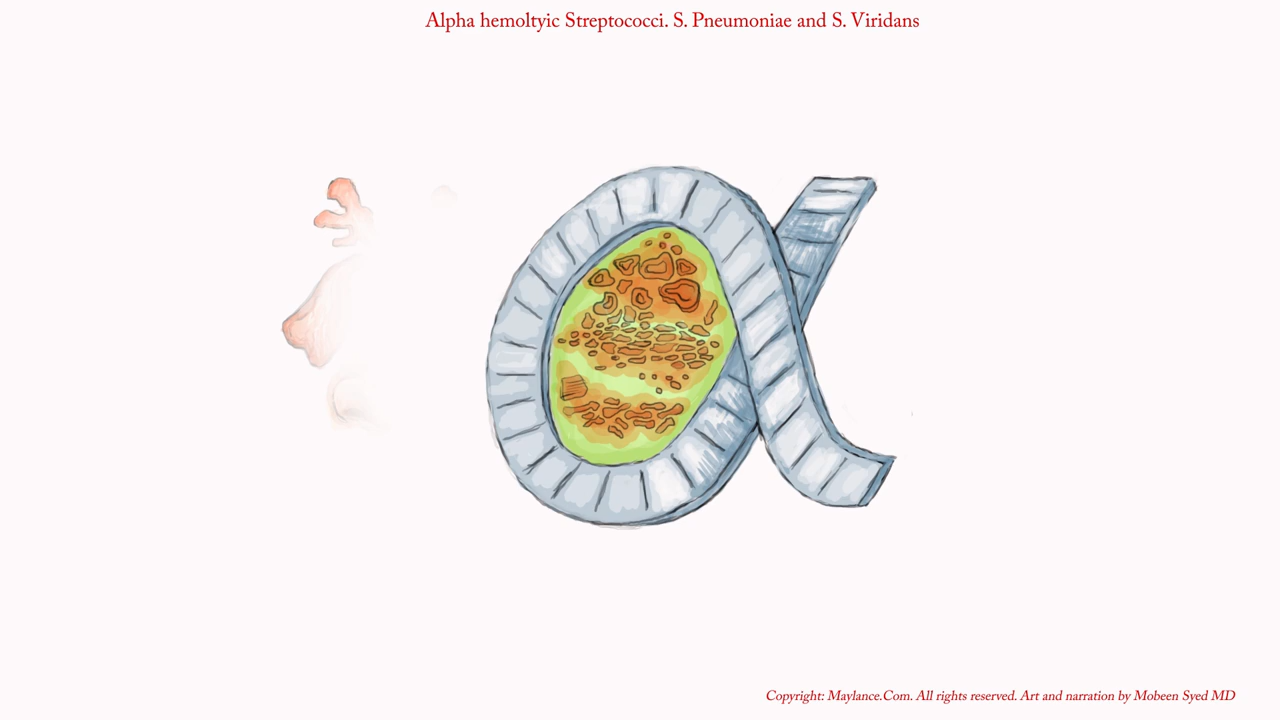 Alpha hemoltyic Streptococci. S. Pneumoniae and S. Viridans
α
Copyright: Maylance.Com. All rights reserved. Art and narration by Mobeen Syed MD